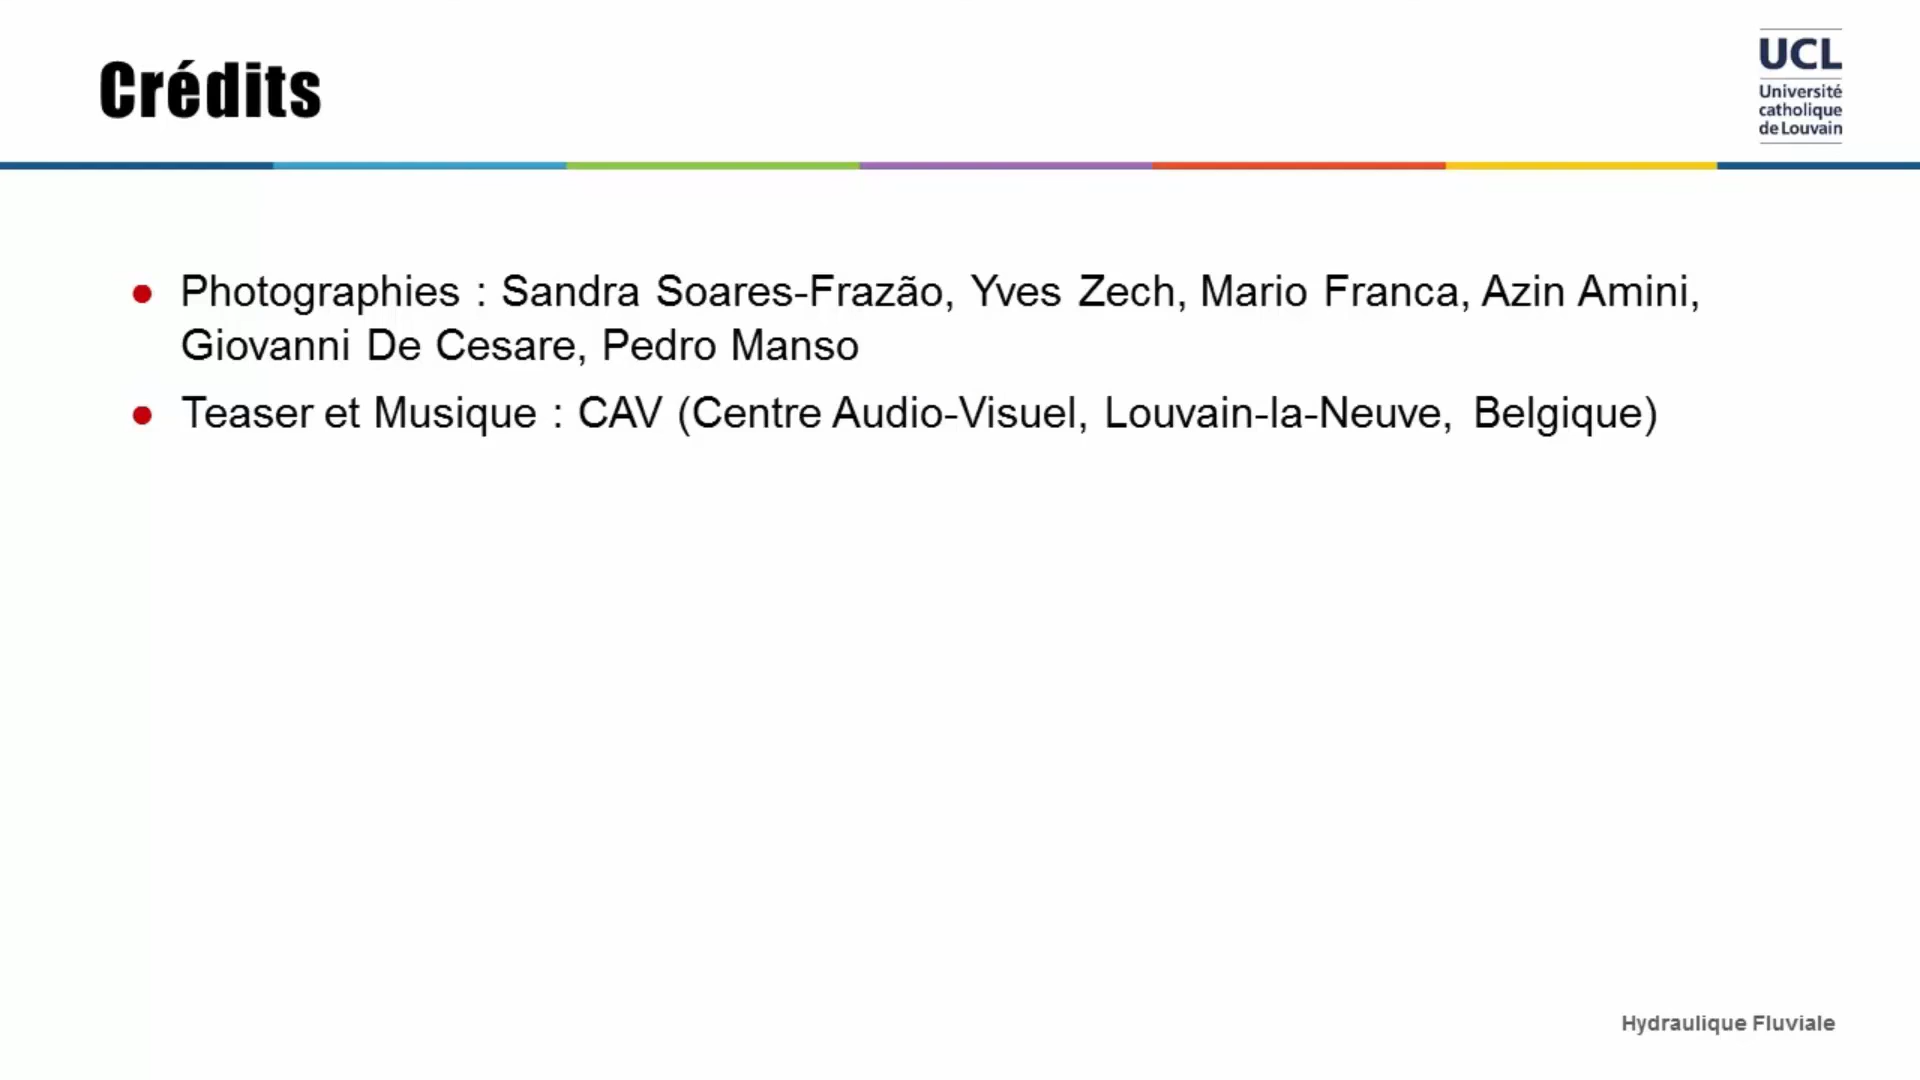 Crédits
UCL
Université
catholique
de Louvain
● Photographies : Sandra Soares-Frazão, Yves Zech, Mario Franca, Azin Amini,
Giovanni De Cesare, Pedro Manso
● Teaser et Musique : CAV (Centre Audio-Visuel, Louvain-la-Neuve, Belgique)
Hydraulique Fluviale